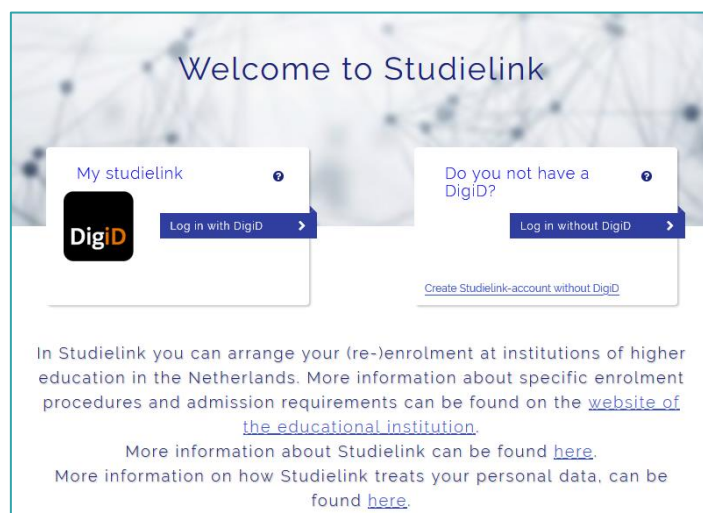 Welcome to Studielink
My studielink
?
DigiD
Log in with DigiD
Do you not have a
DigiD?
?
Log in without DigiD
Create Studielink-account without DigiD
In Studielink you can arrange your (re-)enrolment at institutions of higher
education in the Netherlands. More information about specific enrolment
procedures and admission requirements can be found on the website of
the educational institution.
More information about Studielink can be found here.
More information on how Studielink treats your personal data, can be
found here.